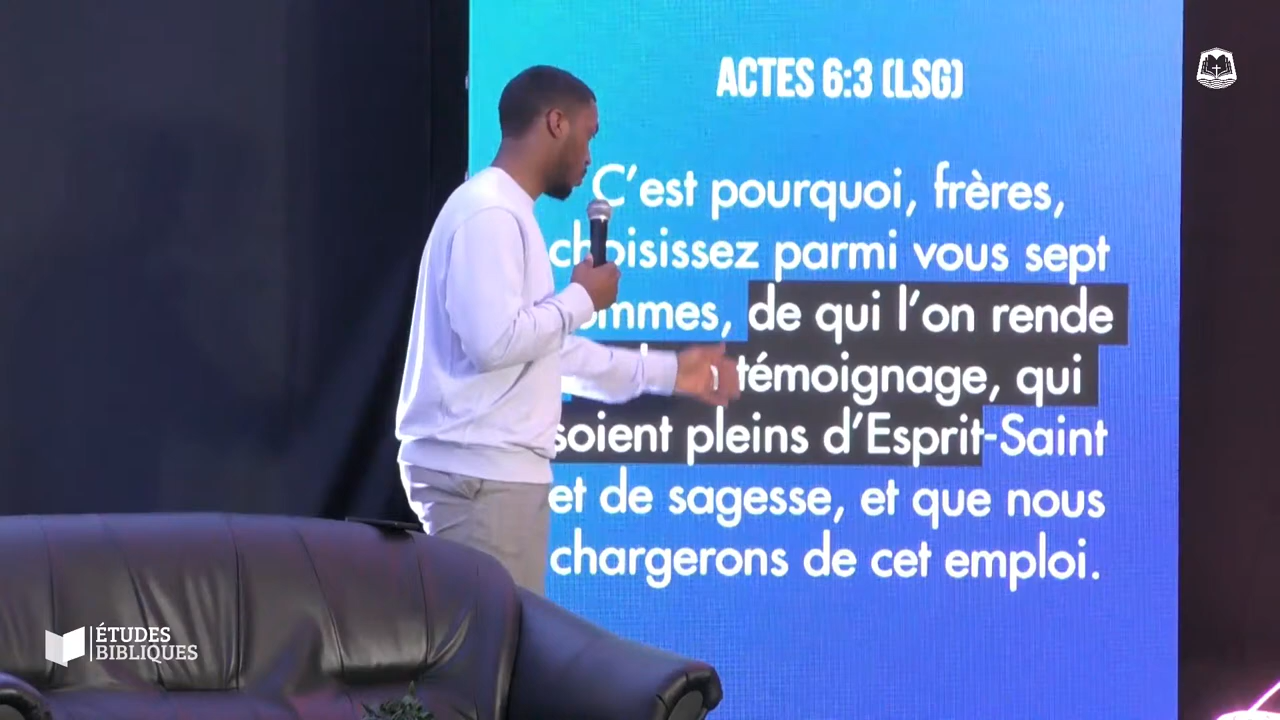 ACTES 6:3 (LSG)
C'est pourquoi, frères,
choisissez parmi vous sept
hommes, de qui l'on rende
témoignage, qui
soient pleins d'Esprit-Saint
et de sagesse, et que nous
chargerons de cet emploi.
ÉTUDES
BIBLIQUES